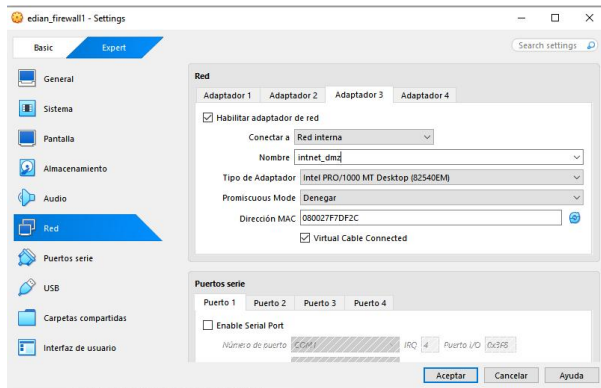 edian_firewall1 - Settings
Basic Expert
Search settings
General
Sistema
Pantalla
Almacenamiento
Audio
Red
Puertos serie
USB
Carpetas compartidas
Interfaz de usuario
Red
Adaptador 1 Adaptador 2 Adaptador 3 Adaptador 4
Habilitar adaptador de red
Conectar a Red interna
Nombre intnet_dmz
Tipo de Adaptador Intel PRO/1000 MT Desktop (82540EM)
Promiscuous Mode Denegar
Dirección MAC 080027F7DF2C
Virtual Cable Connected
Puertos serie
Puerto 1 Puerto 2 Puerto 3 Puerto 4
Enable Serial Port
Número de puerto COM1 IRQ 4 Puerto I/O 0x3F8
Aceptar Cancelar Ayuda